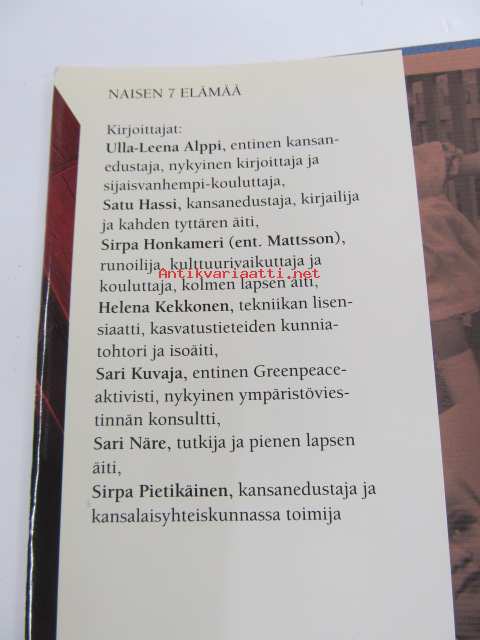 NAISEN 7 ELÄMÄÄ
Kirjoittajat:
Ulla-Leena Alppi, entinen kansan-
edustaja, nykyinen kirjoittaja ja
sijaisvanhempi-kouluttaja,
Satu Hassi, kansanedustaja, kirjailija
ja kahden tyttären äiti,
Sirpa Honkameri (ent. Mattsson),
runoilija, kulttuurivaikuttaja ja
Antikvariaatti.net
kouluttaja, kolmen lapsen äiti,
Helena Kekkonen, tekniikan lisen-
siaatti, kasvatustieteiden kunnia-
tohtori ja isoäiti,
Sari Kuvaja, entinen Greenpeace-
aktivisti, nykyinen ympäristövies-
tinnän konsultti,
Sari Näre, tutkija ja pienen lapsen
äiti,
Sirpa Pietikäinen, kansanedustaja ja
kansalaisyhteiskunnassa toimija